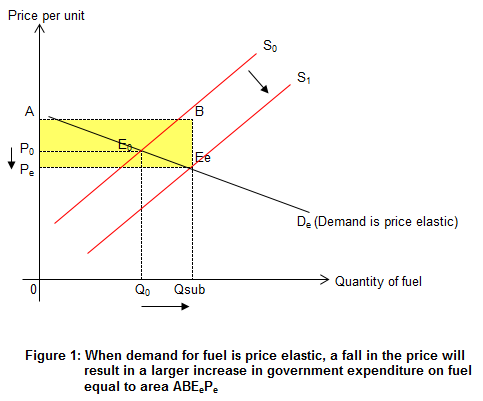 Price per unit
S₀
S₁
A
B
P₀
E₀
Pₑ
Ee
Dₑ (Demand is price elastic)
0
Q₀
Qsub
Quantity of fuel
Figure 1: When demand for fuel is price elastic, a fall in the price will
result in a larger increase in government expenditure on fuel
equal to area ABEₑPₑ